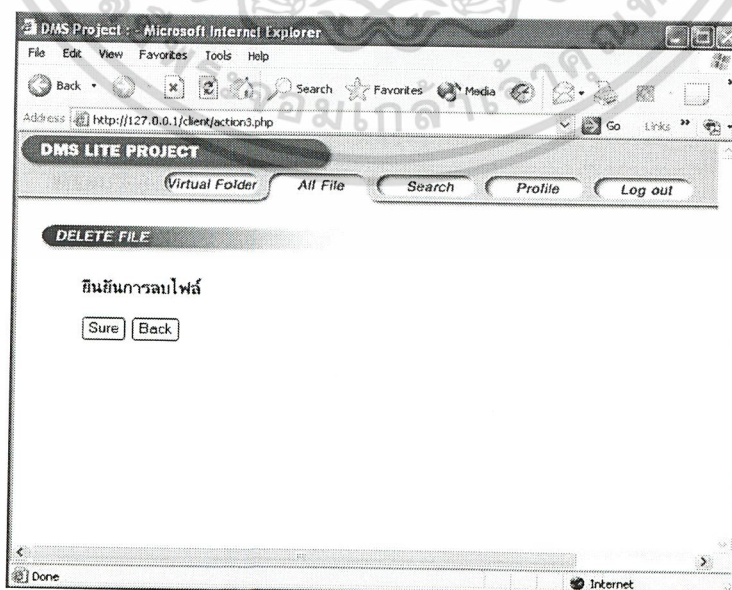 DMS Project : - Microsoft Internet Explorer
File Edit View Favorites Tools Help
Back Search Favorites Media
Address http://127.0.0.1/client/action3.php Go Links »
DMS LITE PROJECT
Virtual Folder All File Search Profile Log out
DELETE FILE
ยืนยันการลบไฟล์
Sure Back
Done Internet